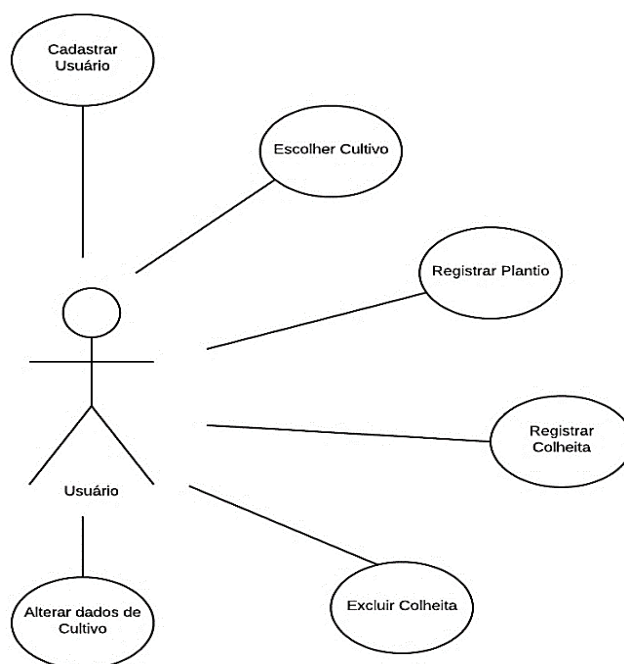 Cadastrar
Usuário
Escolher Cultivo
Registrar Plantio
Registrar
Colheita
Usuário
Excluir Colheita
Alterar dados de
Cultivo